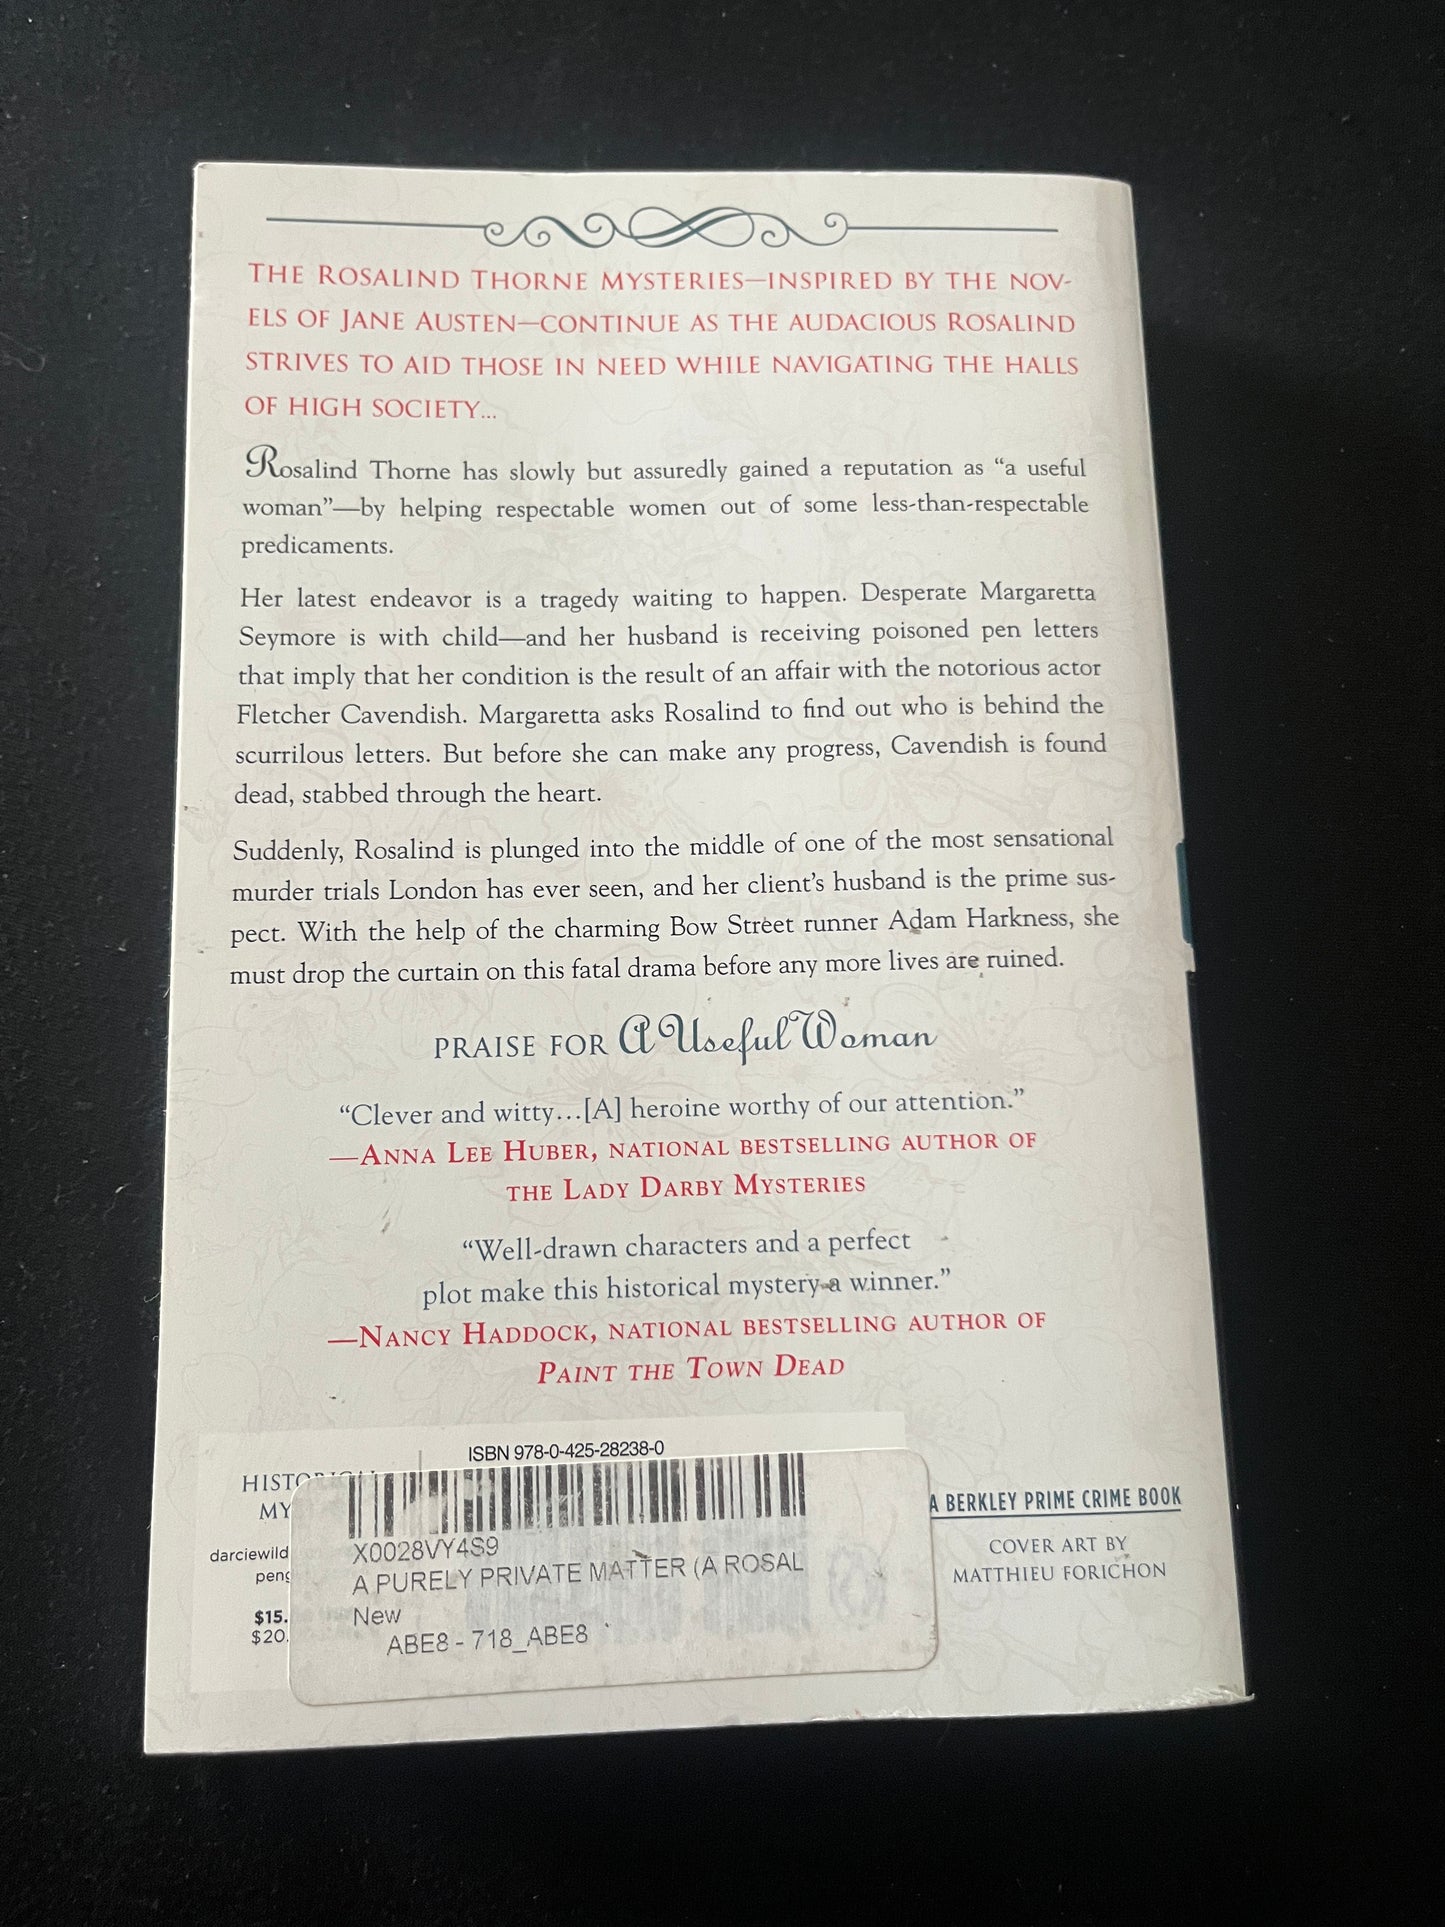 THE ROSALIND THORNE MYSTERIES—INSPIRED BY THE NOV-
ELS OF JANE AUSTEN—CONTINUE AS THE AUDACIOUS ROSALIND
STRIVES TO AID THOSE IN NEED WHILE NAVIGATING THE HALLS
OF HIGH SOCIETY...
Rosalind Thorne has slowly but assuredly gained a reputation as “a useful
woman”—by helping respectable women out of some less-than-respectable
predicaments.
Her latest endeavor is a tragedy waiting to happen. Desperate Margaretta
Seymore is with child—and her husband is receiving poisoned pen letters
that imply that her condition is the result of an affair with the notorious actor
Fletcher Cavendish. Margaretta asks Rosalind to find out who is behind the
scurrilous letters. But before she can make any progress, Cavendish is found
dead, stabbed through the heart.
Suddenly, Rosalind is plunged into the middle of one of the most sensational
murder trials London has ever seen, and her client’s husband is the prime sus-
pect. With the help of the charming Bow Street runner Adam Harkness, she
must drop the curtain on this fatal drama before any more lives are ruined.
PRAISE FOR A Useful Woman
“Clever and witty…[A] heroine worthy of our attention.”
—ANNA LEE HUBER, NATIONAL BESTSELLING AUTHOR OF
THE LADY DARBY MYSTERIES
“Well-drawn characters and a perfect
plot make this historical mystery a winner.”
—NANCY HADDOCK, NATIONAL BESTSELLING AUTHOR OF
PAINT THE TOWN DEAD
ISBN 978-0-425-28238-0
HISTORICAL
MY
darciewild
peng
$15.
$20.
X0028VY4S9
A PURELY PRIVATE MATTER (A ROSAL
New
ABE8 - 718_ABE8
A BERKLEY PRIME CRIME BOOK
COVER ART BY
MATTHIEU FORICHON